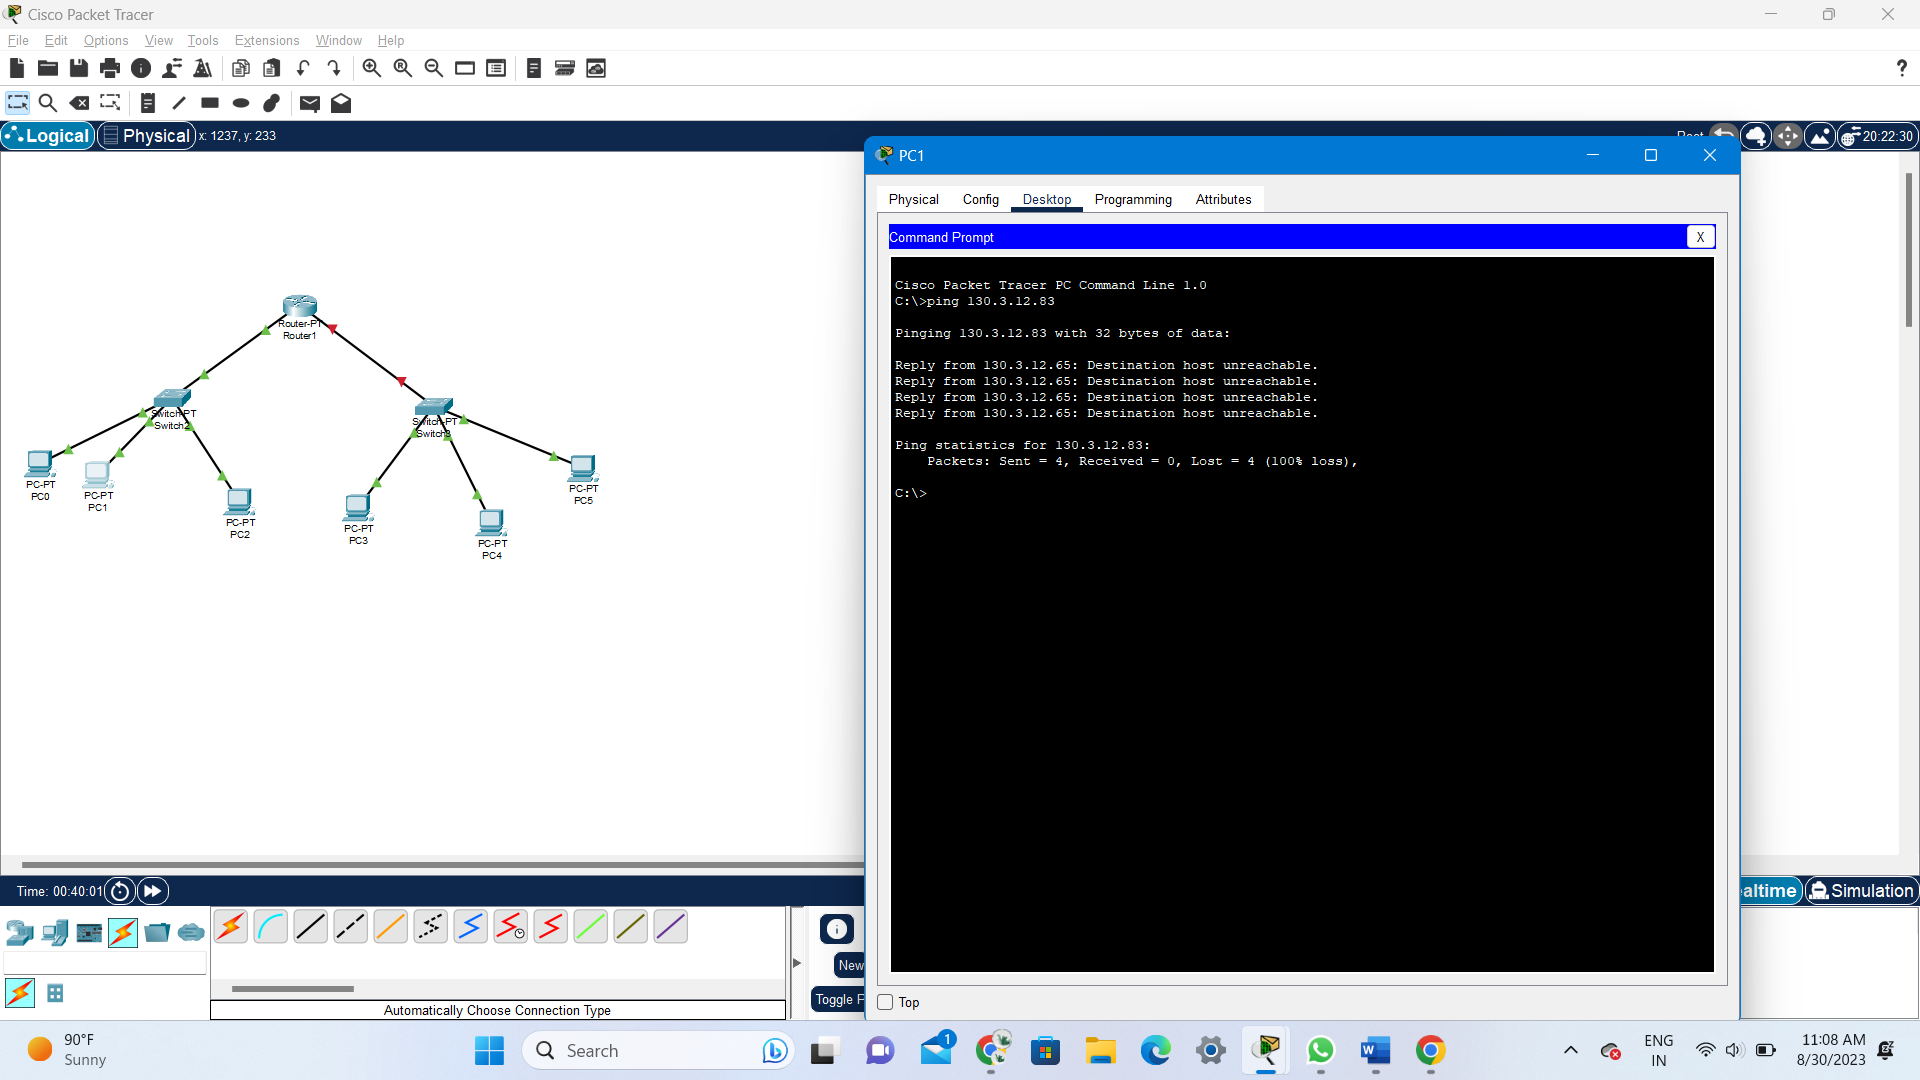 Cisco Packet Tracer
File Edit Options View Tools Extensions Window Help
?
Logical Physical x: 1237, y: 233
20:22:30
PC1
Physical Config Desktop Programming Attributes
Command Prompt
X
Cisco Packet Tracer PC Command Line 1.0
C:\>ping 130.3.12.83
Pinging 130.3.12.83 with 32 bytes of data:
Reply from 130.3.12.65: Destination host unreachable.
Reply from 130.3.12.65: Destination host unreachable.
Reply from 130.3.12.65: Destination host unreachable.
Reply from 130.3.12.65: Destination host unreachable.
Ping statistics for 130.3.12.83:
Packets: Sent = 4, Received = 0, Lost = 4 (100% loss),
C:\>
Top
Router-PT
Router1
Switch-PT
Switch2
Switch-PT
Switch3
PC-PT
PC0
PC-PT
PC1
PC-PT
PC2
PC-PT
PC3
PC-PT
PC4
PC-PT
PC5
Time: 00:40:01
ealtime Simulation
New
Toggle F
Automatically Choose Connection Type
90°F
Sunny
Search
1
ENG
IN
11:08 AM
8/30/2023